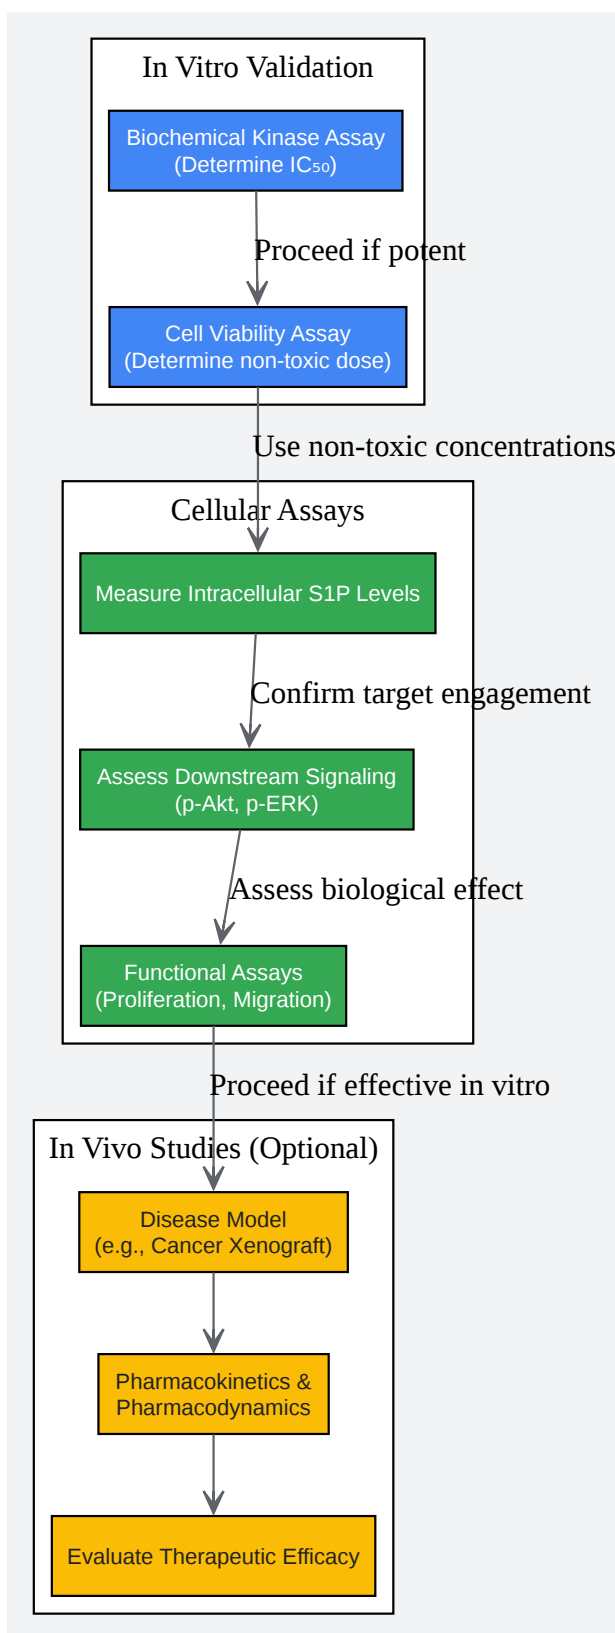 In Vitro Validation
Biochemical Kinase Assay
(Determine IC₅₀)
Proceed if potent
Cell Viability Assay
(Determine non-toxic dose)
Use non-toxic concentrations
Cellular Assays
Measure Intracellular S1P Levels
Confirm target engagement
Assess Downstream Signaling
(p-Akt, p-ERK)
Assess biological effect
Functional Assays
(Proliferation, Migration)
Proceed if effective in vitro
In Vivo Studies (Optional)
Disease Model
(e.g., Cancer Xenograft)
Pharmacokinetics &
Pharmacodynamics
Evaluate Therapeutic Efficacy